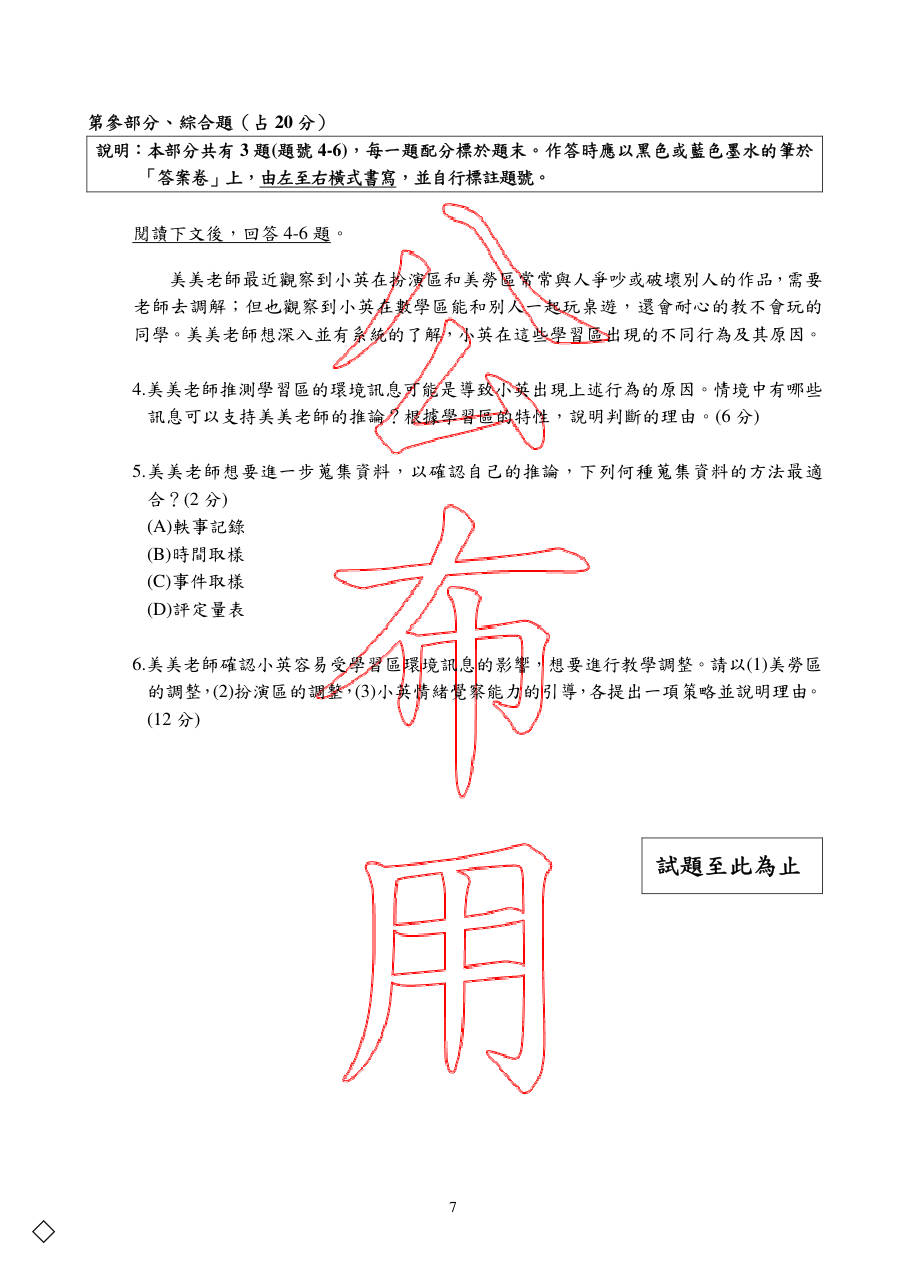 第參部分、綜合題（占 20 分）
說明：本部分共有 3 題(題號 4-6)，每一題配分標於題末。作答時應以黑色或藍色墨水的筆於
「答案卷」上，由左至右橫式書寫，並自行標註題號。
閱讀下文後，回答 4-6 題。
美美老師最近觀察到小英在扮演區和美勞區常常與人爭吵或破壞別人的作品，需要
老師去調解；但也觀察到小英在數學區能和別人一起玩桌遊，還會耐心的教不會玩的
同學。美美老師想深入並有系統的了解，小英在這些學習區出現的不同行為及其原因。
4.美美老師推測學習區的環境訊息可能是導致小英出現上述行為的原因。情境中有哪些
訊息可以支持美美老師的推論？根據學習區的特性，說明判斷的理由。(6 分)
5.美美老師想要進一步蒐集資料，以確認自己的推論，下列何種蒐集資料的方法最適
合？(2 分)
(A)軼事記錄
(B)時間取樣
(C)事件取樣
(D)評定量表
6.美美老師確認小英容易受學習區環境訊息的影響，想要進行教學調整。請以(1)美勞區
的調整，(2)扮演區的調整，(3)小英情緒覺察能力的引導，各提出一項策略並說明理由。
(12 分)
試題至此為止
公
布
用
7